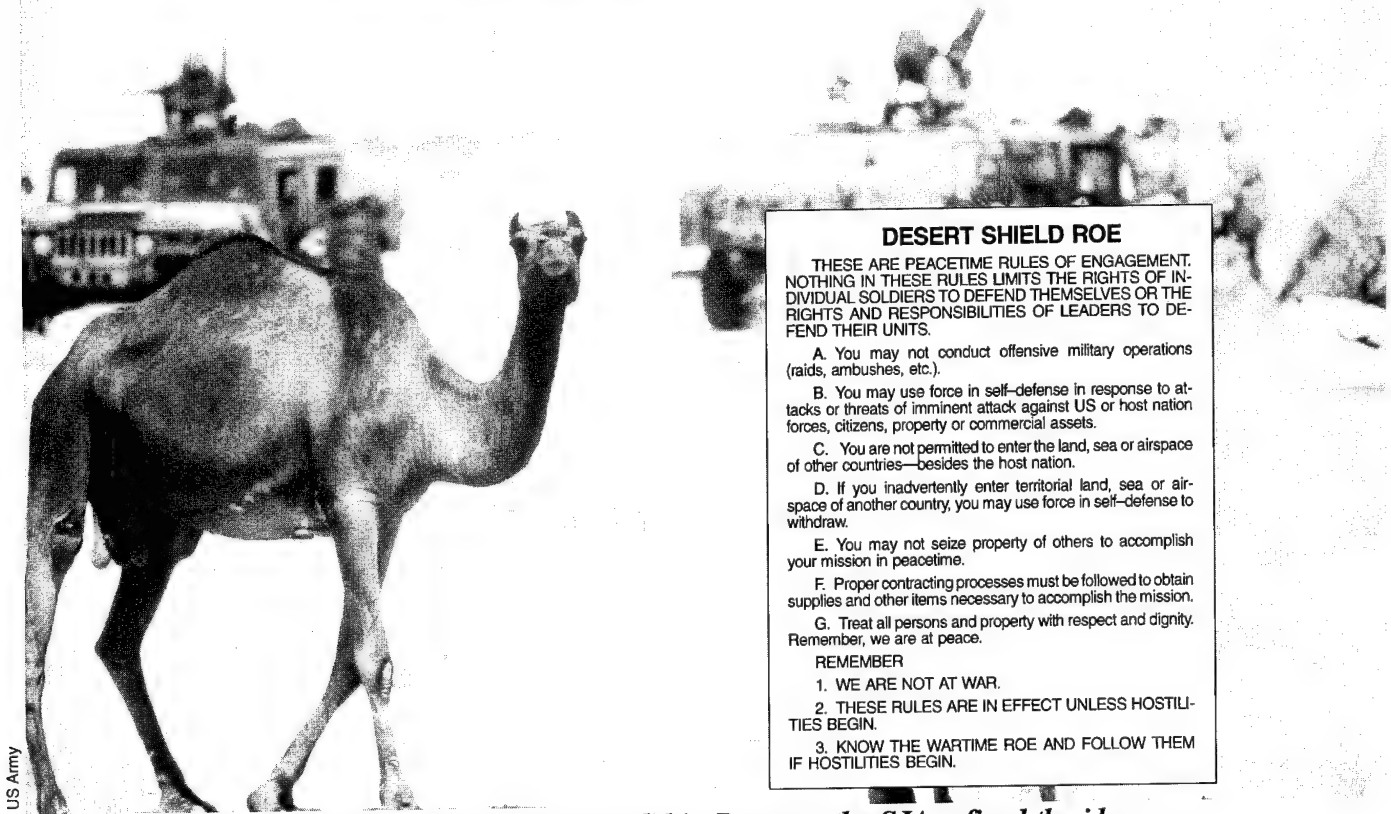 DESERT SHIELD ROE
THESE ARE PEACETIME RULES OF ENGAGEMENT.
NOTHING IN THESE RULES LIMITS THE RIGHTS OF IN-
DIVIDUAL SOLDIERS TO DEFEND THEMSELVES OR THE
RIGHTS AND RESPONSIBILITIES OF LEADERS TO DE-
FEND THEIR UNITS.
A. You may not conduct offensive military operations
(raids, ambushes, etc.).
B. You may use force in self–defense in response to at-
tacks or threats of imminent attack against US or host nation
forces, citizens, property or commercial assets.
C. You are not permitted to enter the land, sea or airspace
of other countries—besides the host nation.
D. If you inadvertently enter territorial land, sea or air-
space of another country, you may use force in self–defense to
withdraw.
E. You may not seize property of others to accomplish
your mission in peacetime.
F. Proper contracting processes must be followed to obtain
supplies and other items necessary to accomplish the mission.
G. Treat all persons and property with respect and dignity.
Remember, we are at peace.
REMEMBER
1. WE ARE NOT AT WAR.
2. THESE RULES ARE IN EFFECT UNLESS HOSTILI-
TIES BEGIN.
3. KNOW THE WARTIME ROE AND FOLLOW THEM
IF HOSTILITIES BEGIN.
US Army